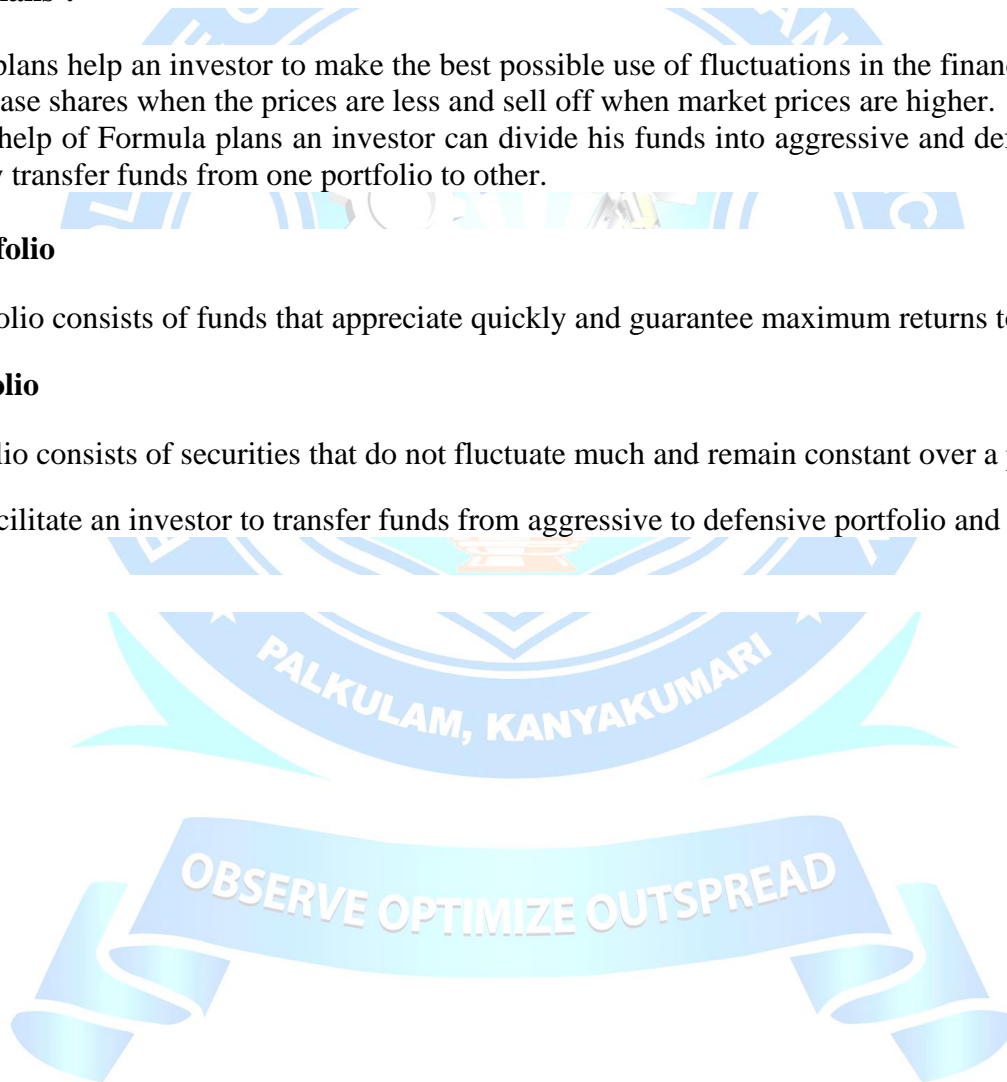 plans help an investor to make the best possible use of fluctuations in the
ase shares when the prices are less and sell off when market prices are higher.
help of Formula plans an investor can divide his funds into aggressive and
transfer funds from one portfolio to other.
folio
olio consists of funds that appreciate quickly and guarantee maximum returns
olio
lio consists of securities that do not fluctuate much and remain constant over a
cilitate an investor to transfer funds from aggressive to defensive portfolio and
PALKULAM, KANYAKUMARI
OBSERVE OPTIMIZE OUTSPREAD